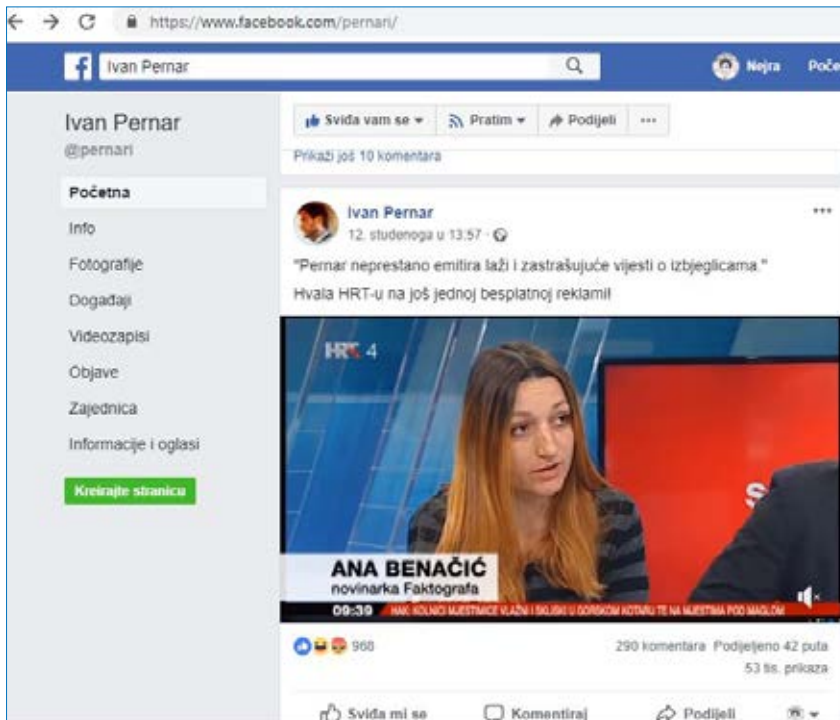 https://www.facebook.com/pernari/
Ivan Pernar
Nejra Poče
Ivan Pernar
@pernari
Početna
Info
Fotografije
Događaji
Videozapisi
Objave
Zajednica
Informacije i oglasi
Kreirajte stranicu
Sviđa vam se Pratim Podijeli
Prikaži još 10 komentara
Ivan Pernar
12. studenoga u 13:57
"Pernar neprestano emitira laži i zastrašujuće vijesti o izbjeglicama."
Hvala HRT-u na još jednoj besplatnoj reklami!
HRT 4
S
ANA BENAČIĆ
novinarka Faktografa
09:39 HAK: KOLNICI MJESTIMICE VLAŽNI I SKLISKI U GORSKOM KOTARU TE NA MJESTIMA POD MAGLOM
968 290 komentara Podijeljeno 42 puta
53 tis. prikaza
Sviđa mi se Komentiraj Podijeli